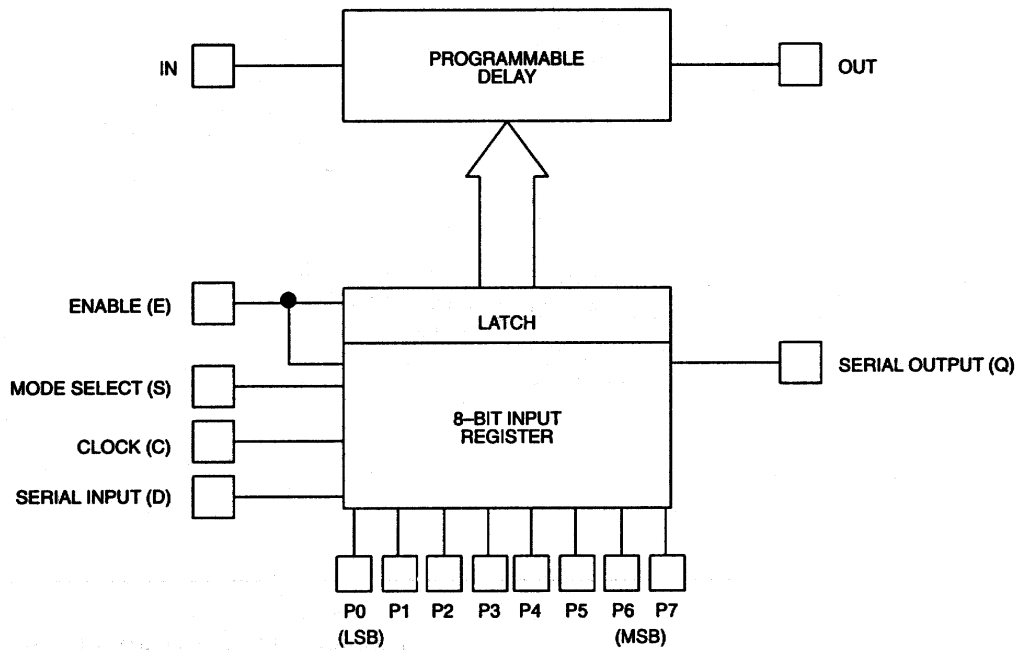 PROGRAMMABLE
DELAY
IN
OUT
ENABLE (E)
LATCH
MODE SELECT (S)
SERIAL OUTPUT (Q)
8–BIT INPUT
REGISTER
CLOCK (C)
SERIAL INPUT (D)
P0 P1 P2 P3 P4 P5 P6 P7
(LSB) (MSB)